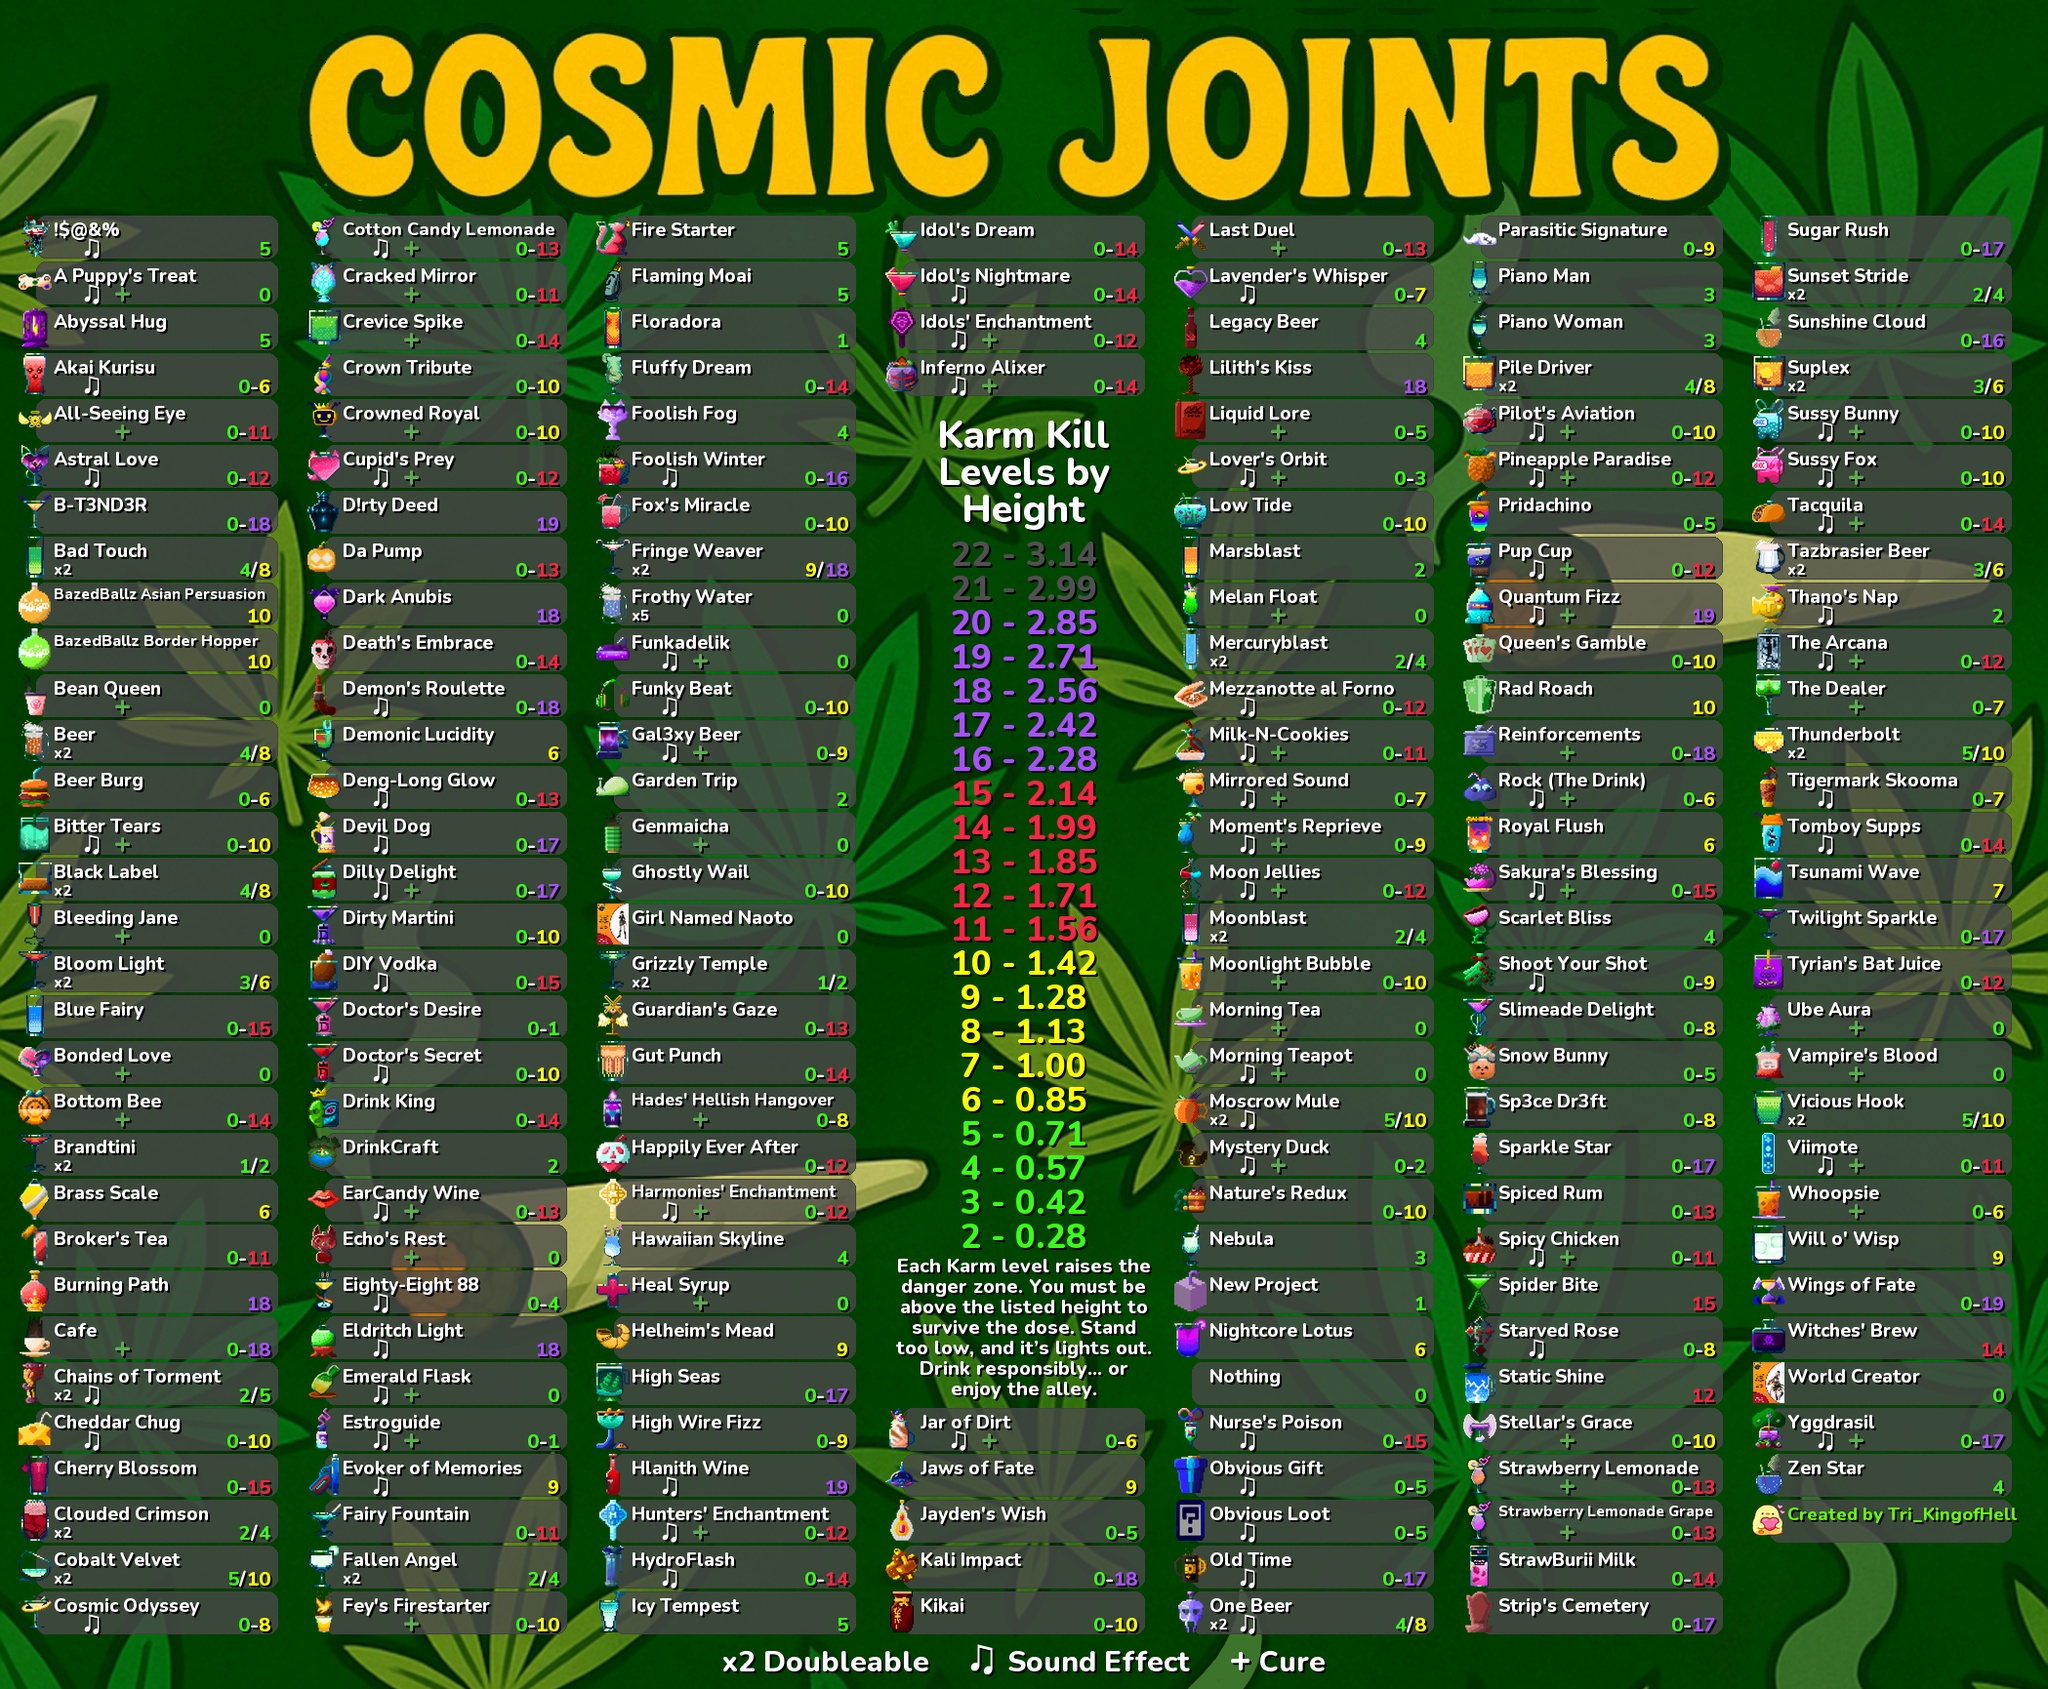 COSMIC JOINTS
!$@&%
♫ 5
A Puppy's Treat
♫ + 0
Abyssal Hug
5
Akai Kurisu
♫ 0-6
All-Seeing Eye
+ 0-11
Astral Love
♫ 0-12
B-T3ND3R
0-18
Bad Touch
x2 4/8
BazedBallz Asian Persuasion
10
BazedBallz Border Hopper
10
Bean Queen
+ 0
Beer
x2 4/8
Beer Burg
0-6
Bitter Tears
♫ + 0-10
Black Label
x2 4/8
Bleeding Jane
+ 0
Bloom Light
x2 3/6
Blue Fairy
0-15
Bonded Love
+ 0
Bottom Bee
+ 0-14
Brandtini
x2 1/2
Brass Scale
6
Broker's Tea
0-11
Burning Path
18
Cafe
+ 0-18
Chains of Torment
x2 ♫ 2/5
Cheddar Chug
♫ 0-10
Cherry Blossom
0-15
Clouded Crimson
x2 2/4
Cobalt Velvet
x2 5/10
Cosmic Odyssey
♫ 0-8
Cotton Candy Lemonade
♫ + 0-13
Cracked Mirror
+ 0-11
Crevice Spike
+ 0-14
Crown Tribute
0-10
Crowned Royal
+ 0-10
Cupid's Prey
♫ + 0-12
D!rty Deed
19
Da Pump
0-13
Dark Anubis
18
Death's Embrace
0-14
Demon's Roulette
♫ 0-18
Demonic Lucidity
6
Deng-Long Glow
♫ 0-13
Devil Dog
♫ 0-17
Dilly Delight
♫ + 0-17
Dirty Martini
0-10
DIY Vodka
♫ 0-15
Doctor's Desire
0-1
Doctor's Secret
♫ 0-10
Drink King
0-14
DrinkCraft
2
EarCandy Wine
♫ + 0-13
Echo's Rest
+ 0
Eighty-Eight 88
♫ 0-4
Eldritch Light
♫ 18
Emerald Flask
♫ + 0
Estroguide
♫ + 0-1
Evoker of Memories
♫ 9
Fairy Fountain
0-11
Fallen Angel
x2 2/4
Fey's Firestarter
+ 0-10
Fire Starter
5
Flaming Moai
5
Floradora
1
Fluffy Dream
0-14
Foolish Fog
4
Foolish Winter
♫ 0-16
Fox's Miracle
0-10
Fringe Weaver
x2 9/18
Frothy Water
x5 0
Funkadelik
♫ + 0
Funky Beat
♫ 0-10
Gal3xy Beer
♫ + 0-9
Garden Trip
2
Genmaicha
+ 0
Ghostly Wail
0-10
Girl Named Naoto
0
Grizzly Temple
x2 1/2
Guardian's Gaze
0-13
Gut Punch
0-14
Hades' Hellish Hangover
+ 0-8
Happily Ever After
0-12
Harmonies' Enchantment
♫ + 0-12
Hawaiian Skyline
4
Heal Syrup
+ 0
Helheim's Mead
9
High Seas
0-17
High Wire Fizz
0-9
Hlanith Wine
19
Hunters' Enchantment
♫ + 0-12
HydroFlash
♫ 0-14
Icy Tempest
5
Idol's Dream
0-14
Idol's Nightmare
♫ 0-14
Idols' Enchantment
♫ + 0-12
Inferno Alixer
♫ + 0-14
Karm Kill
Levels by
Height
22 - 3.14
21 - 2.99
20 - 2.85
19 - 2.71
18 - 2.56
17 - 2.42
16 - 2.28
15 - 2.14
14 - 1.99
13 - 1.85
12 - 1.71
11 - 1.56
10 - 1.42
9 - 1.28
8 - 1.13
7 - 1.00
6 - 0.85
5 - 0.71
4 - 0.57
3 - 0.42
2 - 0.28
Each Karm level raises the
danger zone. You must be
above the listed height to
survive the dose. Stand
too low, and it's lights out.
Drink responsibly... or
enjoy the alley.
Jar of Dirt
♫ + 0-6
Jaws of Fate
9
Jayden's Wish
0-5
Kali Impact
0-18
Kikai
0-10
Last Duel
+ 0-13
Lavender's Whisper
♫ 0-7
Legacy Beer
4
Lilith's Kiss
18
Liquid Lore
+ 0-5
Lover's Orbit
♫ + 0-3
Low Tide
0-10
Marsblast
2
Melan Float
+ 0
Mercuryblast
x2 2/4
Mezzanotte al Forno
♫ 0-12
Milk-N-Cookies
♫ + 0-11
Mirrored Sound
♫ + 0-7
Moment's Reprieve
♫ + 0-9
Moon Jellies
+ 0-12
Moonblast
x2 2/4
Moonlight Bubble
+ 0-10
Morning Tea
+ 0
Morning Teapot
♫ + 0
Moscrow Mule
x2 ♫ 5/10
Mystery Duck
♫ + 0-2
Nature's Redux
0-10
Nebula
3
New Project
1
Nightcore Lotus
6
Nothing
0
Nurse's Poison
♫ 0-15
Obvious Gift
♫ 0-5
Obvious Loot
♫ 0-5
Old Time
♫ 0-17
One Beer
x2 ♫ 4/8
Parasitic Signature
0-9
Piano Man
3
Piano Woman
3
Pile Driver
x2 4/8
Pilot's Aviation
♫ + 0-10
Pineapple Paradise
♫ + 0-12
Pridachino
0-5
Pup Cup
♫ + 0-12
Quantum Fizz
♫ + 19
Queen's Gamble
0-10
Rad Roach
10
Reinforcements
+ 0-18
Rock (The Drink)
♫ + 0-6
Royal Flush
6
Sakura's Blessing
♫ + 0-15
Scarlet Bliss
4
Shoot Your Shot
♫ 0-9
Slimeade Delight
0-8
Snow Bunny
0-5
Sp3ce Dr3ft
0-8
Sparkle Star
0-17
Spiced Rum
0-13
Spicy Chicken
♫ + 0-11
Spider Bite
15
Starved Rose
♫ 0-8
Static Shine
12
Stellar's Grace
+ 0-10
Strawberry Lemonade
+ 0-13
Strawberry Lemonade Grape
+ 0-13
StrawBurii Milk
0-14
Strip's Cemetery
0-17
Sugar Rush
0-17
Sunset Stride
x2 2/4
Sunshine Cloud
0-16
Suplex
x2 3/6
Sussy Bunny
♫ + 0-10
Sussy Fox
♫ + 0-10
Tacquila
♫ + 0-14
Tazbrasier Beer
x2 3/6
Thano's Nap
2
The Arcana
♫ + 0-12
The Dealer
+ 0-7
Thunderbolt
x2 5/10
Tigermark Skooma
♫ 0-7
Tomboy Supps
♫ 0-14
Tsunami Wave
7
Twilight Sparkle
0-17
Tyrian's Bat Juice
0-12
Ube Aura
+ 0
Vampire's Blood
+ 0
Vicious Hook
x2 5/10
Viimote
♫ + 0-11
Whoopsie
+ 0-6
Will o' Wisp
9
Wings of Fate
0-19
Witches' Brew
14
World Creator
0
Yggdrasil
♫ + 0-17
Zen Star
4
Created by Tri_KingofHell
x2 Doubleable ♫ Sound Effect + Cure